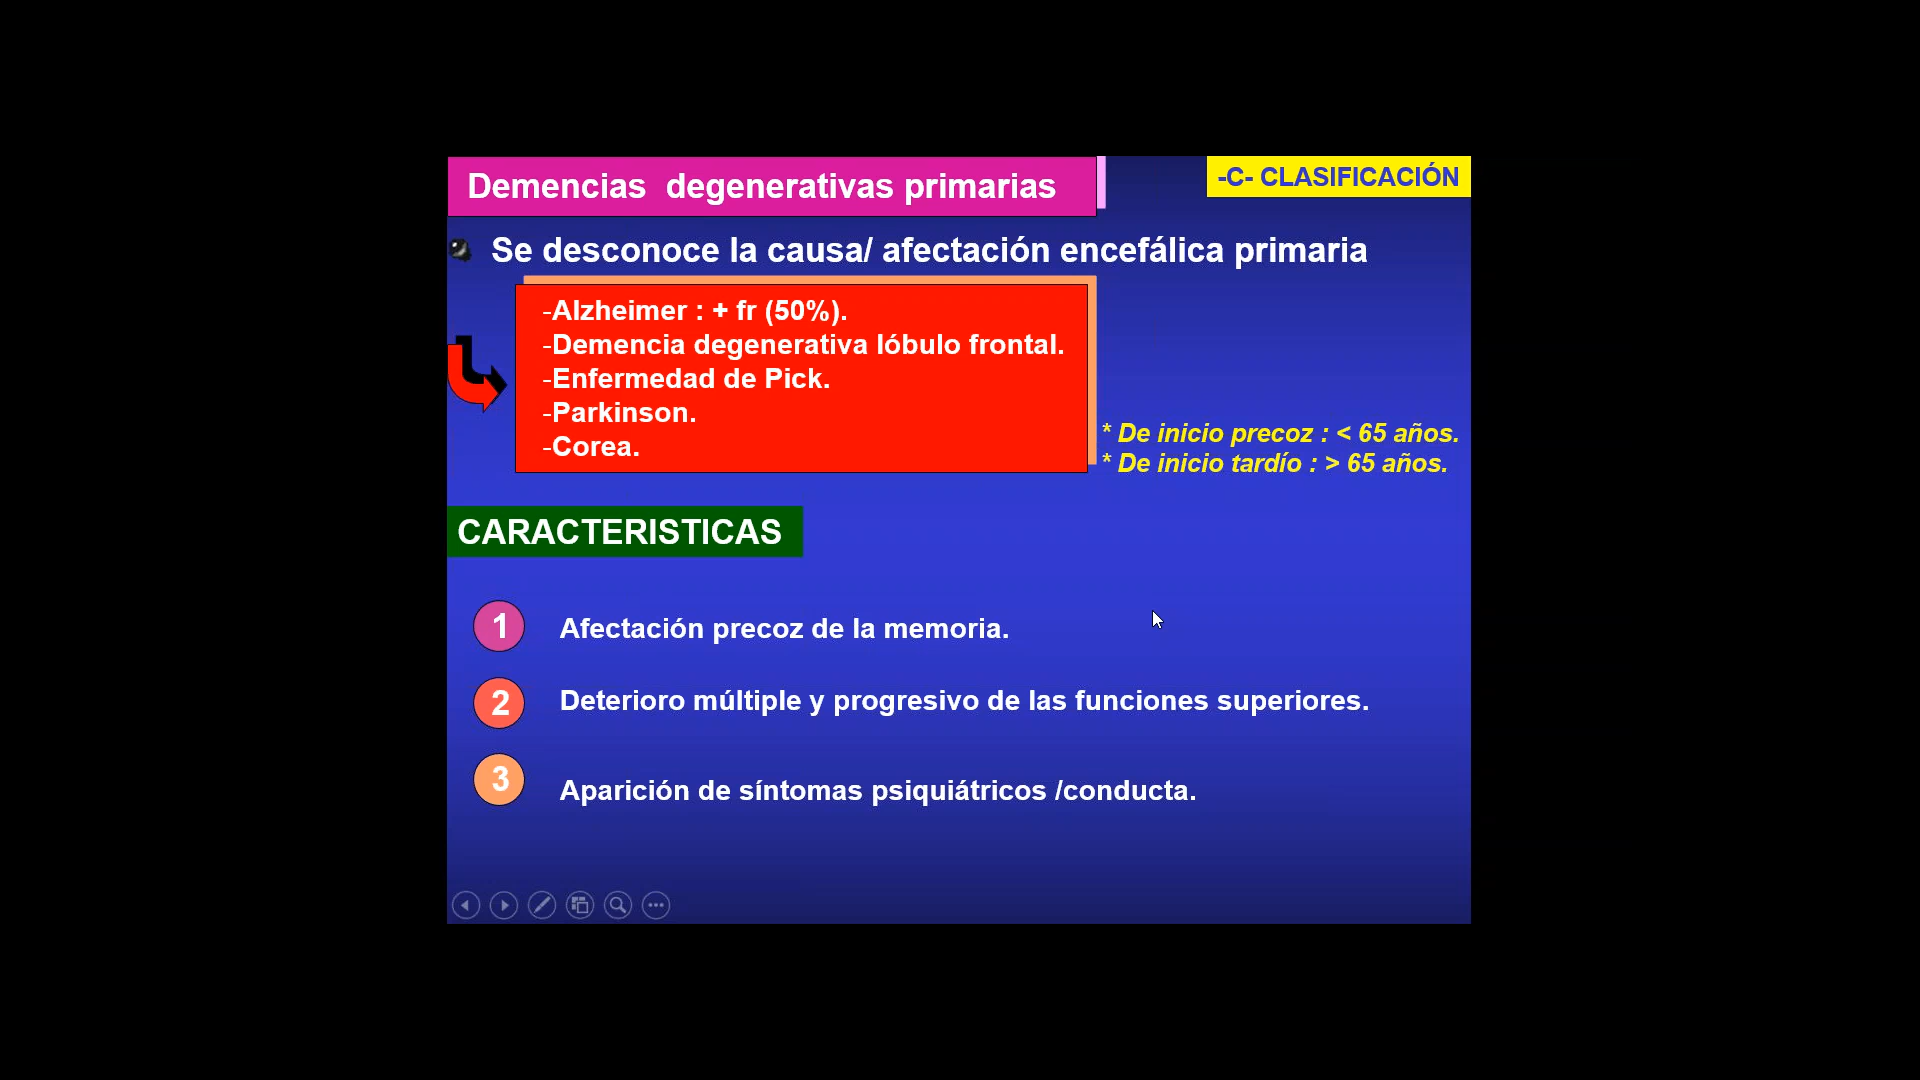 Demencias degenerativas primarias
-C- CLASIFICACIÓN
Se desconoce la causa/ afectación encefálica primaria
-Alzheimer : + fr (50%).
-Demencia degenerativa lóbulo frontal.
-Enfermedad de Pick.
-Parkinson.
-Corea.
* De inicio precoz : < 65 años.
* De inicio tardío : > 65 años.
CARACTERISTICAS
1 Afectación precoz de la memoria.
2 Deterioro múltiple y progresivo de las funciones superiores.
3 Aparición de síntomas psiquiátricos /conducta.